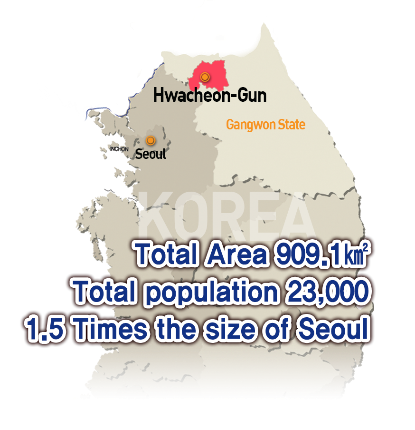 Hwacheon-Gun
Gangwon State
INCHON
Seoul
KOREA
Total Area 909.1㎢
Total population 23,000
1.5 Times the size of Seoul